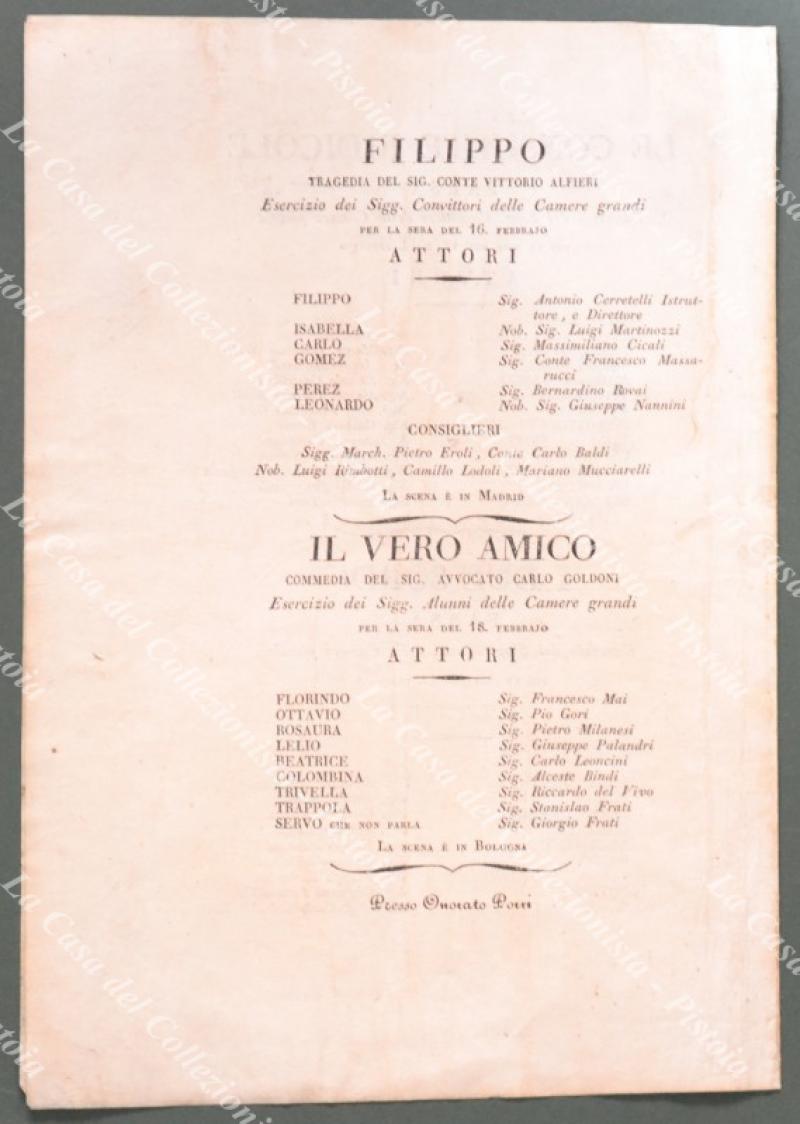 FILIPPO
TRAGEDIA DEL SIG. CONTE VITTORIO ALFIERI
Esercizio dei Sigg. Convittori delle Camere grandi
PER LA SERA DEL 16. FEBBRAJO
ATTORI
FILIPPO Sig. Antonio Cerretelli Istrut-
tore, e Direttore
ISABELLA Nob. Sig. Luigi Martinozzi
CARLO Sig. Massimiliano Cicali
GOMEZ Sig. Conte Francesco Massa-
rucci
PEREZ Sig. Bernardino Rovai
LEONARDO Nob. Sig. Giuseppe Nannini
CONSIGLIERI
Sigg. March. Pietro Eroli, Conte Carlo Baldi
Nob. Luigi Rimbotti, Camillo Lodoli, Mariano Mucciarelli
LA SCENA È IN MADRID
IL VERO AMICO
COMMEDIA DEL SIG. AVVOCATO CARLO GOLDONI
Esercizio dei Sigg. Alunni delle Camere grandi
PER LA SERA DEL 18. FEBBRAJO
ATTORI
FLORINDO Sig. Francesco Mai
OTTAVIO Sig. Pio Gori
ROSAURA Sig. Pietro Milanesi
LELIO Sig. Giuseppe Palandri
BEATRICE Sig. Carlo Leoncini
COLOMBINA Sig. Alceste Bindi
TRIVELLA Sig. Riccardo del Vivo
TRAPPOLA Sig. Stanislao Frati
SERVO CHE NON PARLA Sig. Giorgio Frati
LA SCENA È IN BOLOGNA
Presso Onorato Porri
La Casa del Collezionista - Pistoia